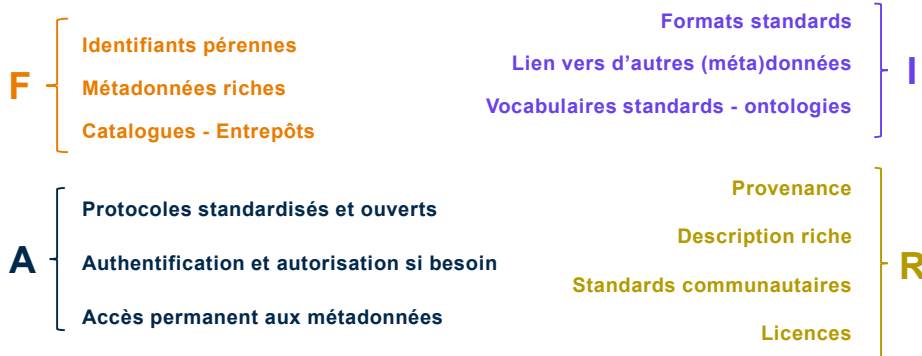 F
Identifiants pérennes
Métadonnées riches
Catalogues - Entrepôts
I
Formats standards
Lien vers d'autres (méta)données
Vocabulaires standards - ontologies
A
Protocoles standardisés et ouverts
Authentification et autorisation si besoin
Accès permanent aux métadonnées
R
Provenance
Description riche
Standards communautaires
Licences